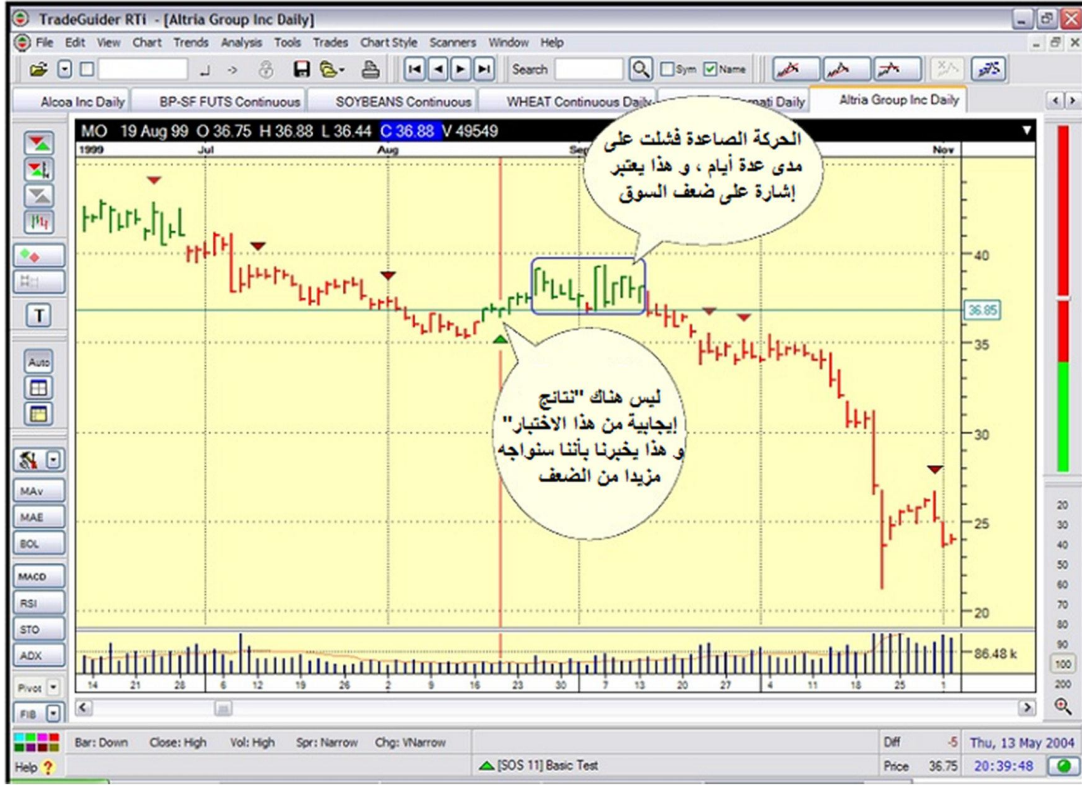 TradeGuider RTi - [Altria Group Inc Daily]
File Edit View Chart Trends Analysis Tools Trades Chart Style Scanners Window Help
Search Sym Name
Alcoa Inc Daily BP-SF FUTS Continuous SOYBEANS Continuous WHEAT Continuous Daily Daily Altria Group Inc Daily
MO 19 Aug 99 O 36.75 H 36.88 L 36.44 C 36.88 V 49549
1999 Jul Aug Nov
الحركة الصاعدة فشلت على
مدى عدة أيام ، و هذا يعتبر
إشارة على ضعف السوق
40
36.85
35
30
25
20
ليس هناك "نتائج
إيجابية من هذا الاختبار"
و هذا يخبرنا بأننا سنواجه
مزيدا من الضعف
T
Auto
MAv
MAE
BOL
MACD
RSI
STO
ADX
Pivot
FIB
86.48 k
14 21 28 6 12 19 26 2 9 16 23 30 7 13 20 27 4 11 18 25 1
20
30
40
50
60
70
80
90
100
200
Bar: Down Close: High Vol: High Spr: Narrow Chg: VNarrow Diff -5 Thu, 13 May 2004
Help ? [SOS 11] Basic Test Price 36.75 20:39:48